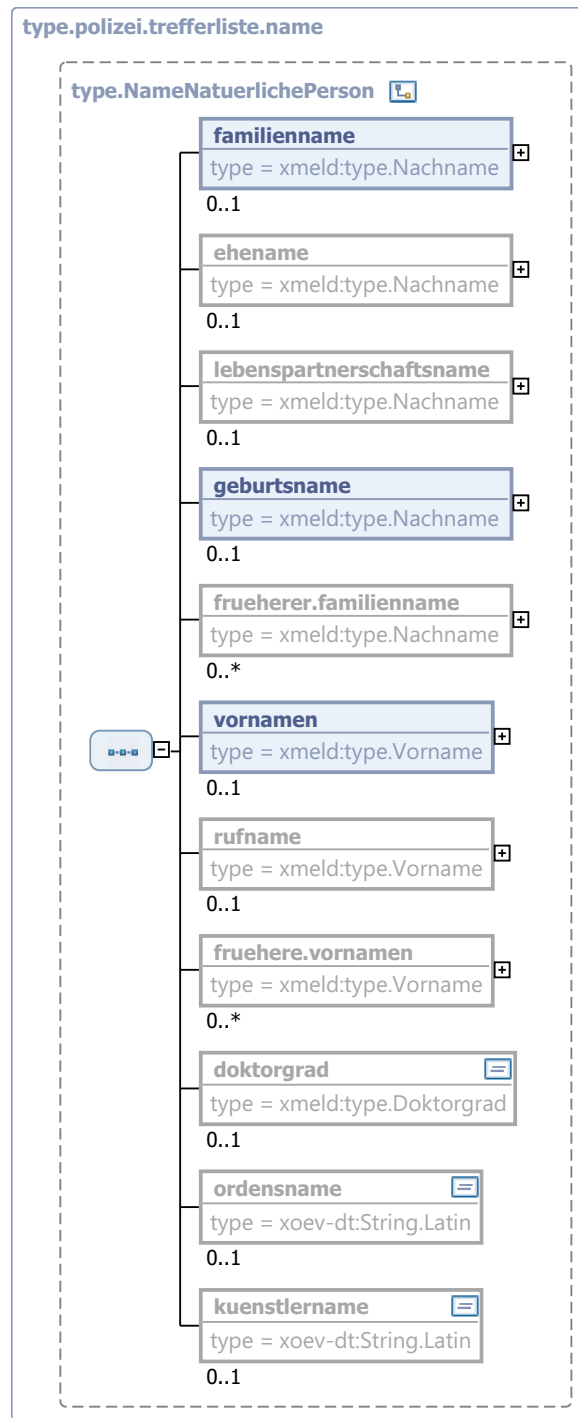 type.polizei.trefferliste.name
type.NameNatuerlichePerson
familienname
type = xmeld:type.Nachname
0..1
ehename
type = xmeld:type.Nachname
0..1
lebenspartnerschaftsname
type = xmeld:type.Nachname
0..1
geburtsname
type = xmeld:type.Nachname
0..1
frueherer.familienname
type = xmeld:type.Nachname
0..*
vornamen
type = xmeld:type.Vorname
0..1
rufname
type = xmeld:type.Vorname
0..1
fruehere.vornamen
type = xmeld:type.Vorname
0..*
doktorgrad
type = xmeld:type.Doktorgrad
0..1
ordensname
type = xoev-dt:String.Latin
0..1
kuenstlername
type = xoev-dt:String.Latin
0..1